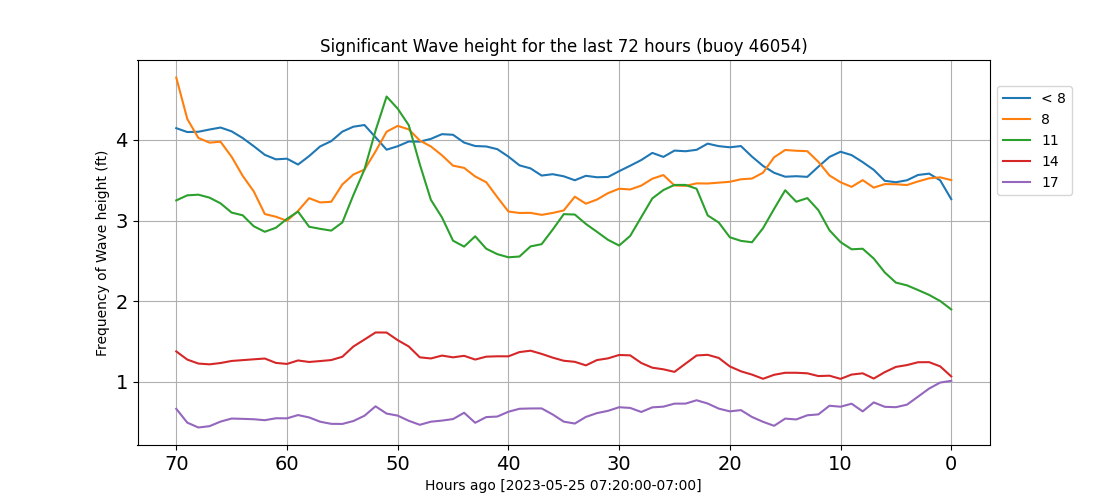 Significant Wave height for the last 72 hours (buoy 46054)
Frequency of Wave height (ft)
4
3
2
1
70 60 50 40 30 20 10 0
Hours ago [2023-05-25 07:20:00-07:00]
< 8
8
11
14
17